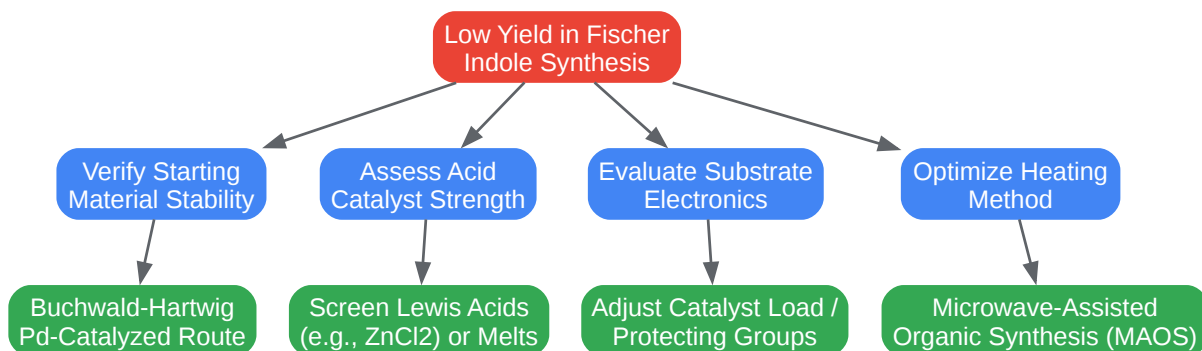 Low Yield in Fischer
Indole Synthesis
Verify Starting
Material Stability
Assess Acid
Catalyst Strength
Evaluate Substrate
Electronics
Optimize Heating
Method
Buchwald-Hartwig
Pd-Catalyzed Route
Screen Lewis Acids
(e.g., ZnCl2) or Melts
Adjust Catalyst Load /
Protecting Groups
Microwave-Assisted
Organic Synthesis (MAOS)